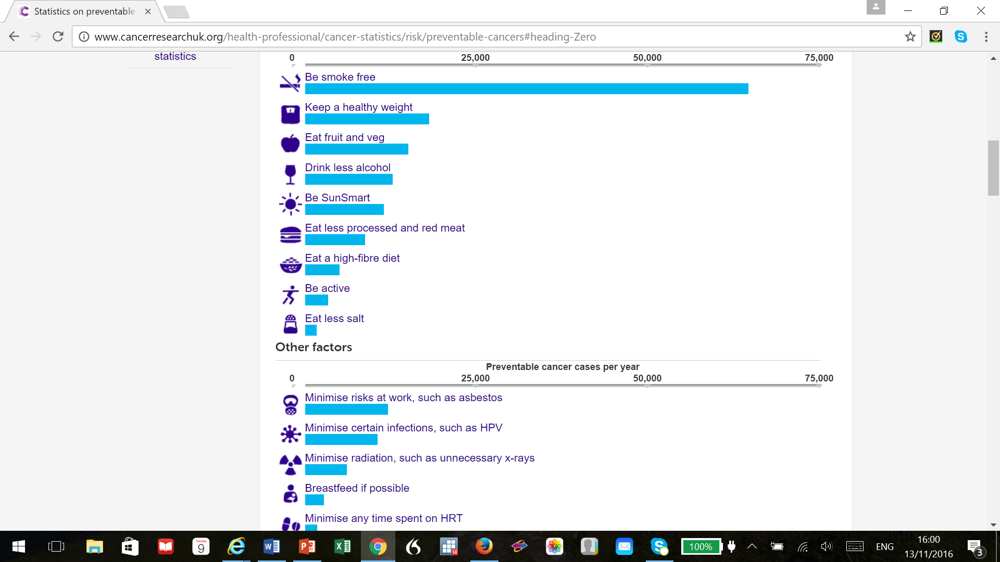 Statistics on preventable
www.cancerresearchuk.org/health-professional/cancer-statistics/risk/preventable-cancers#heading-Zero
statistics
0 25,000 50,000 75,000
Be smoke free
Keep a healthy weight
Eat fruit and veg
Drink less alcohol
Be SunSmart
Eat less processed and red meat
Eat a high-fibre diet
Be active
Eat less salt
Other factors
Preventable cancer cases per year
0 25,000 50,000 75,000
Minimise risks at work, such as asbestos
Minimise certain infections, such as HPV
Minimise radiation, such as unnecessary x-rays
Breastfeed if possible
Minimise any time spent on HRT
Tuesday
9
14
100%
ENG
16:00
13/11/2016
3